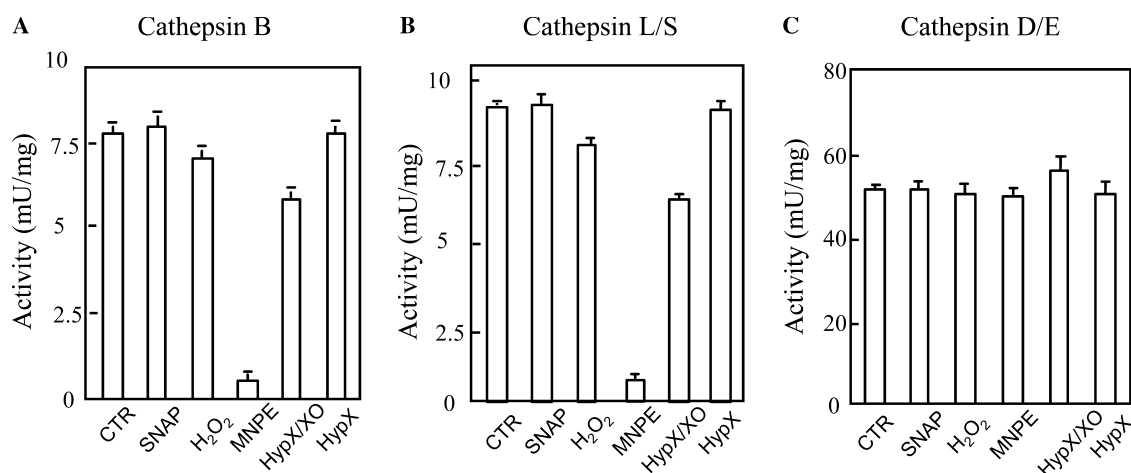 A Cathepsin B
10
7.5
5
2.5
0
Activity (mU/mg)
CTR
SNAP
H₂O₂
MNPE
HypX/XO
HypX
B Cathepsin L/S
10
7.5
5
2.5
0
Activity (mU/mg)
CTR
SNAP
H₂O₂
MNPE
HypX/XO
HypX
C Cathepsin D/E
80
60
40
20
0
Activity (mU/mg)
CTR
SNAP
H₂O₂
MNPE
HypX/XO
HypX